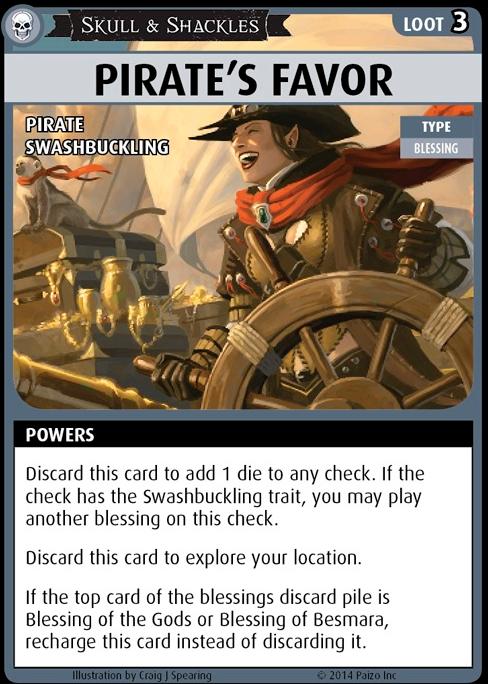 SKULL & SHACKLES
LOOT 3
PIRATE'S FAVOR
PIRATE
SWASHBUCKLING
TYPE
BLESSING
POWERS
Discard this card to add 1 die to any check. If the
check has the Swashbuckling trait, you may play
another blessing on this check.
Discard this card to explore your location.
If the top card of the blessings discard pile is
Blessing of the Gods or Blessing of Besmara,
recharge this card instead of discarding it.
Illustration by Craig J Spearing
© 2014 Paizo Inc